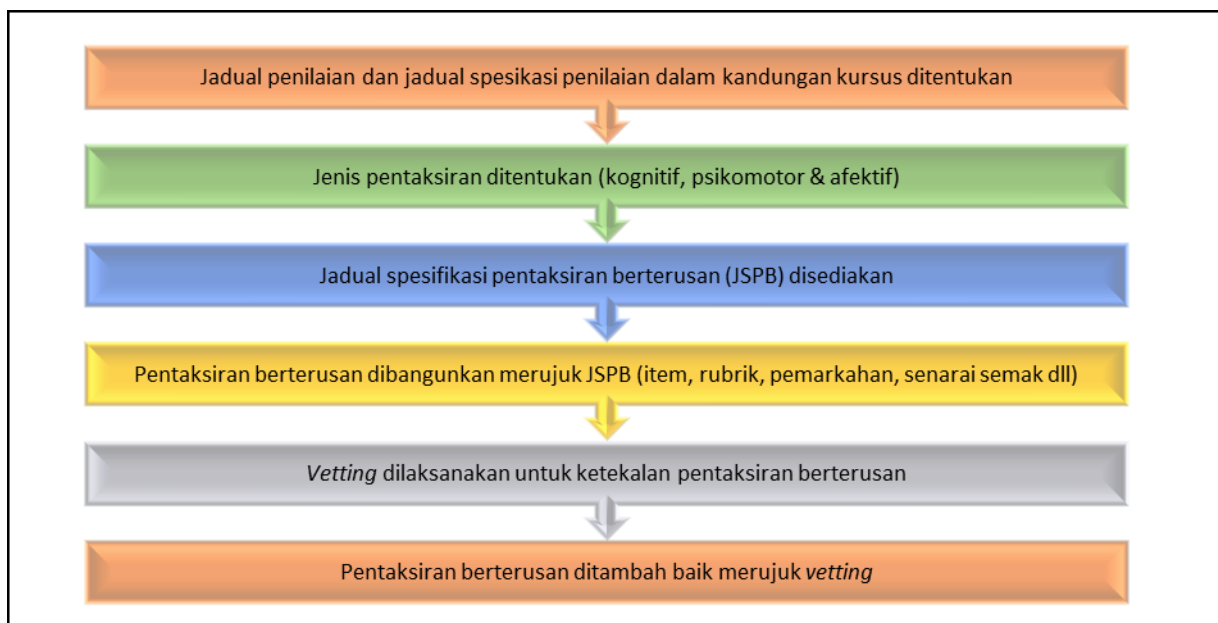 Jadual penilaian dan jadual spesikasi penilaian dalam kandungan kursus ditentukan
Jenis pentaksiran ditentukan (kognitif, psikomotor & afektif)
Jadual spesifikasi pentaksiran berterusan (JSPB) disediakan
Pentaksiran berterusan dibangunkan merujuk JSPB (item, rubrik, pemarkahan, senarai semak dll)
Vetting dilaksanakan untuk ketekalan pentaksiran berterusan
Pentaksiran berterusan ditambah baik merujuk vetting